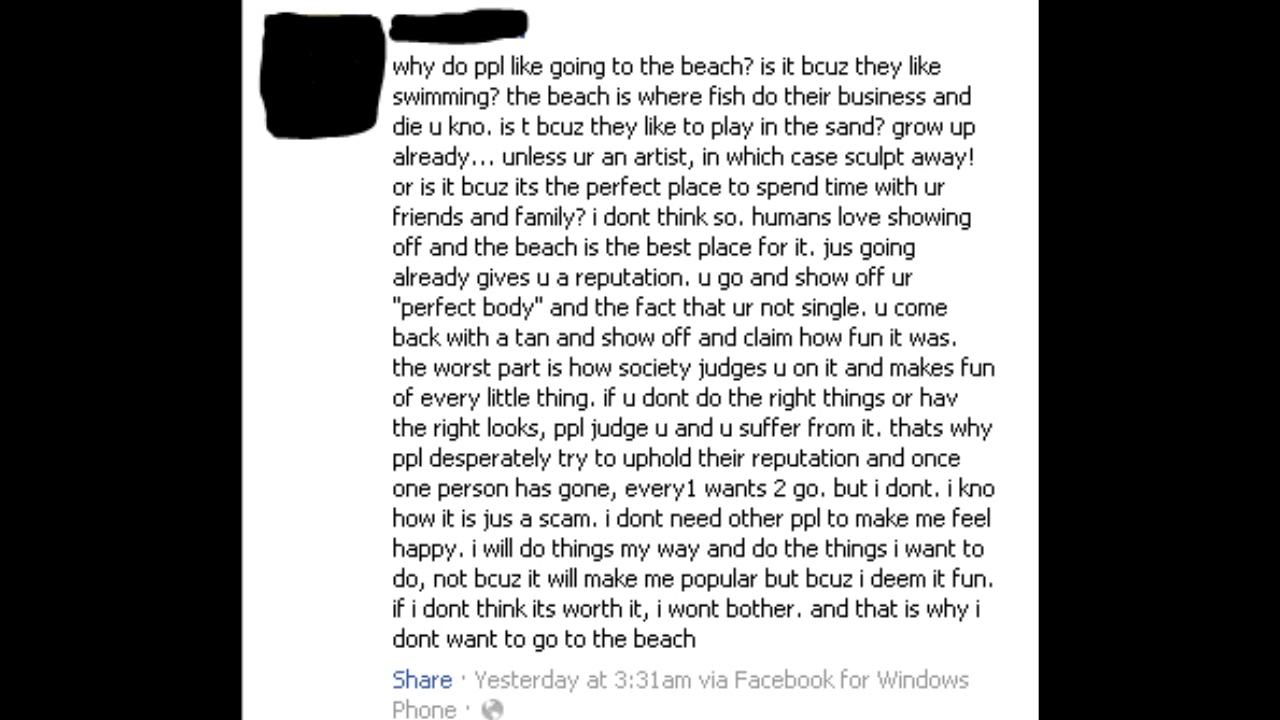 why do ppl like going to the beach? is it bcuz they like
swimming? the beach is where fish do their business and
die u kno. is t bcuz they like to play in the sand? grow up
already... unless ur an artist, in which case sculpt away!
or is it bcuz its the perfect place to spend time with ur
friends and family? i dont think so. humans love showing
off and the beach is the best place for it. jus going
already gives u a reputation. u go and show off ur
"perfect body" and the fact that ur not single. u come
back with a tan and show off and claim how fun it was.
the worst part is how society judges u on it and makes fun
of every little thing. if u dont do the right things or hav
the right looks, ppl judge u and u suffer from it. thats why
ppl desperately try to uphold their reputation and once
one person has gone, every1 wants 2 go. but i dont. i kno
how it is jus a scam. i dont need other ppl to make me feel
happy. i will do things my way and do the things i want to
do, not bcuz it will make me popular but bcuz i deem it fun.
if i dont think its worth it, i wont bother. and that is why i
dont want to go to the beach
Share · Yesterday at 3:31am via Facebook for Windows
Phone ·